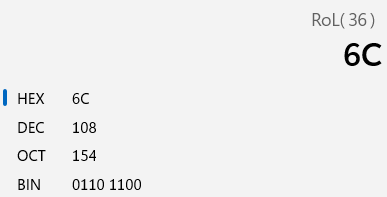 RoL( 36 )
6C
HEX 6C
DEC 108
OCT 154
BIN 0110 1100